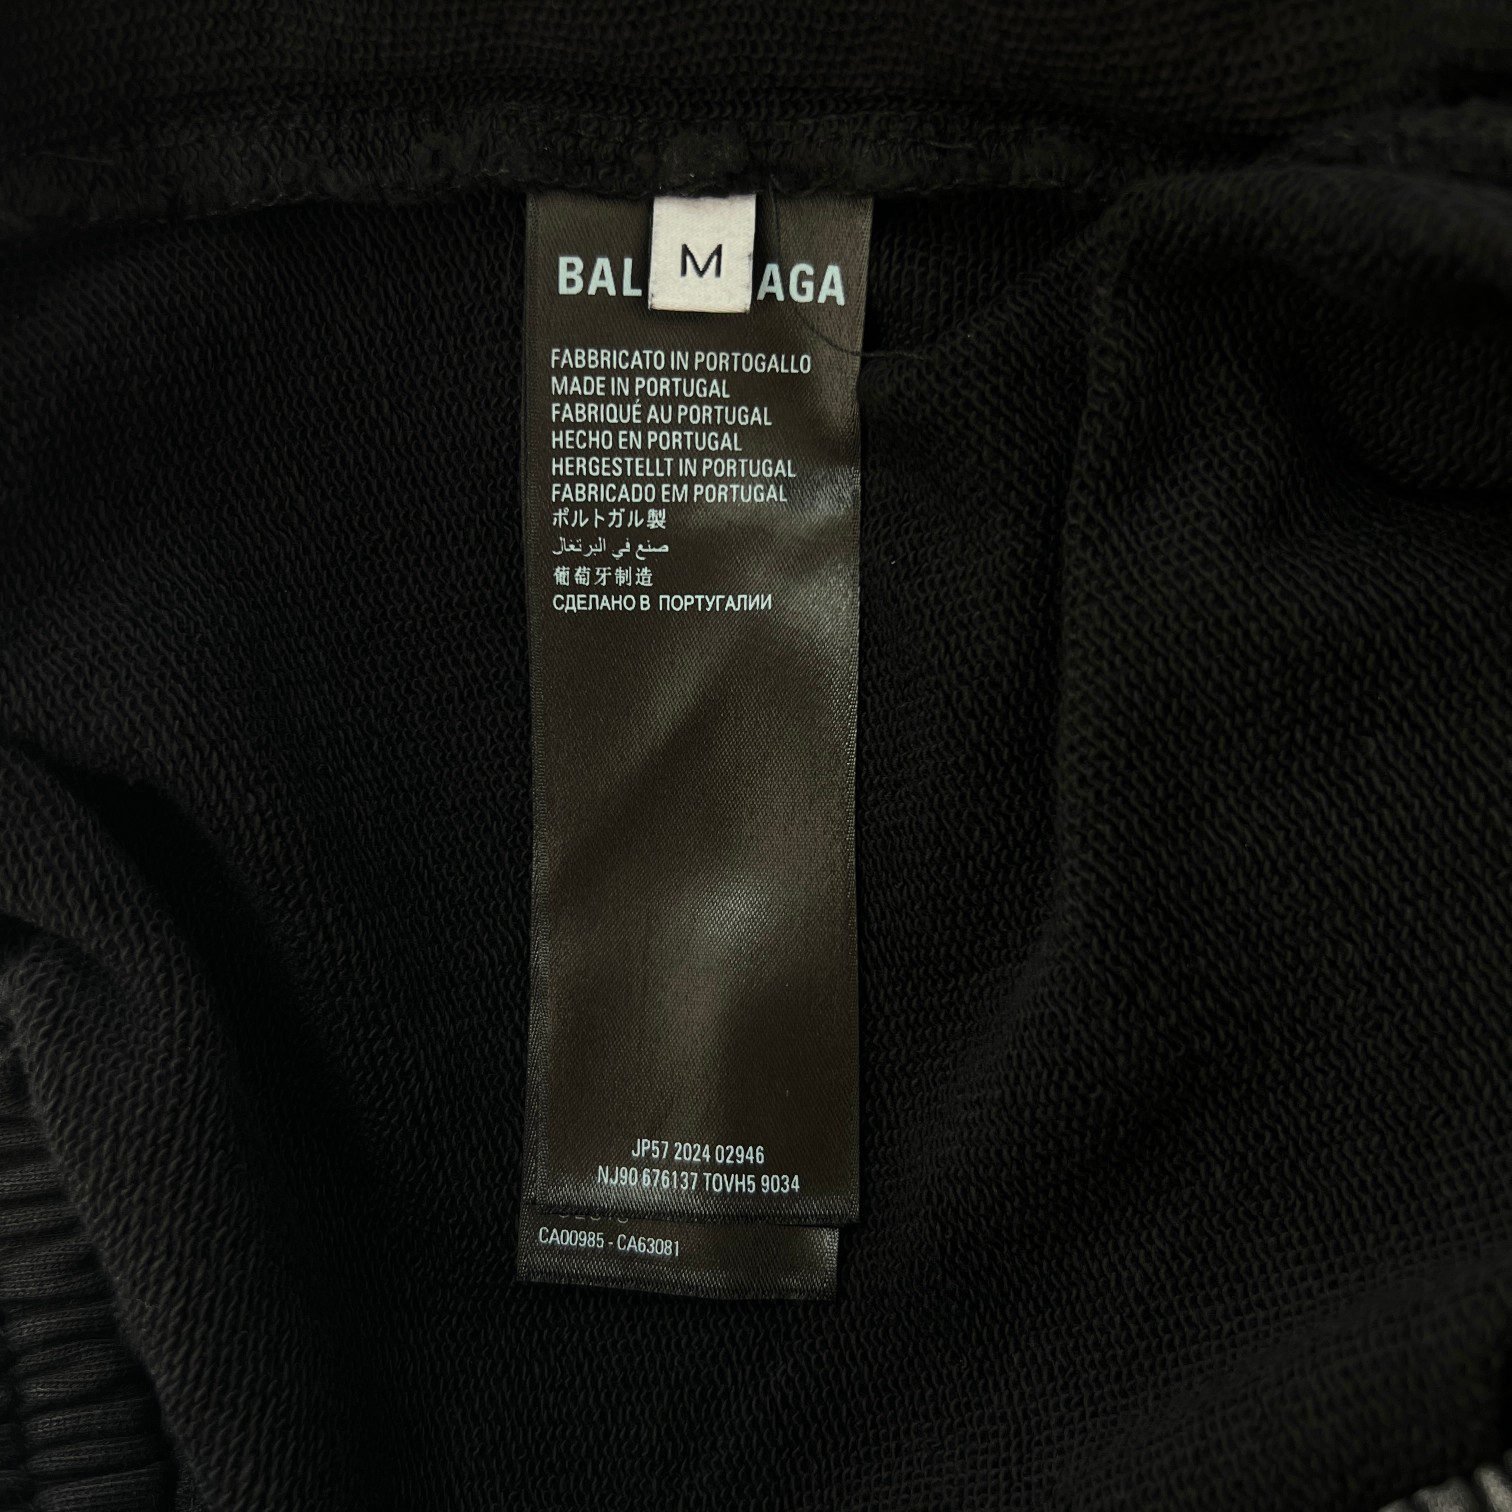 M
BAL AGA
FABBRICATO IN PORTOGALLO
MADE IN PORTUGAL
FABRIQUÉ AU PORTUGAL
HECHO EN PORTUGAL
HERGESTELLT IN PORTUGAL
FABRICADO EM PORTUGAL
ポルトガル製
صنع في البرتغال
葡萄牙制造
СДЕЛАНО В ПОРТУГАЛИИ
JP57 2024 02946
NJ90 676137 TOVH5 9034
CA00985 - CA63081